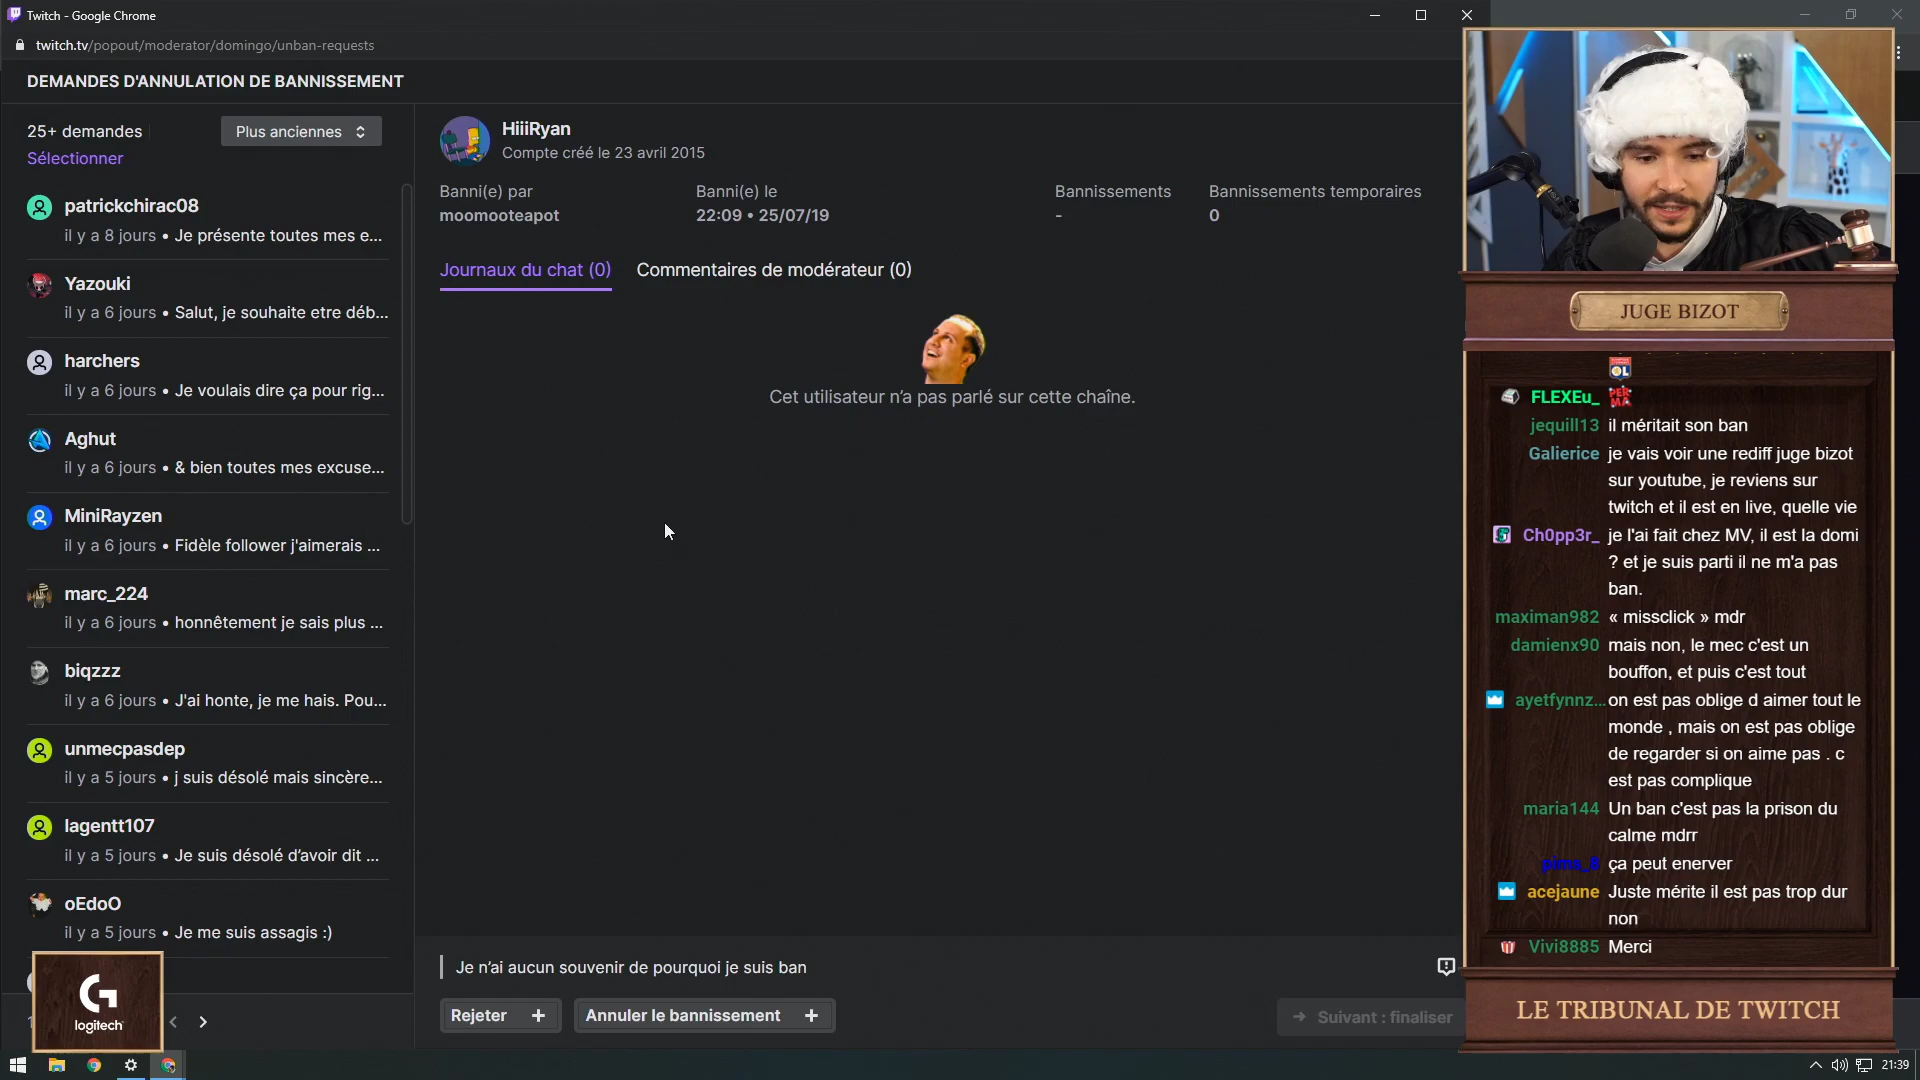 Twitch - Google Chrome
twitch.tv/popout/moderator/domingo/unban-requests
DEMANDES D'ANNULATION DE BANNISSEMENT
25+ demandes
Plus anciennes
Sélectionner
patrickchirac08
il y a 8 jours • Je présente toutes mes e...
Yazouki
il y a 6 jours • Salut, je souhaite etre déb...
harchers
il y a 6 jours • Je voulais dire ça pour rig...
Aghut
il y a 6 jours • & bien toutes mes excuse...
MiniRayzen
il y a 6 jours • Fidèle follower j'aimerais ...
marc_224
il y a 6 jours • honnêtement je sais plus ...
biqzzz
il y a 6 jours • J'ai honte, je me hais. Pou...
unmecpasdep
il y a 5 jours • j suis désolé mais sincère...
lagentt107
il y a 5 jours • Je suis désolé d'avoir dit ...
oEdoO
il y a 5 jours • Je me suis assagis :)
logitech
HiiiRyan
Compte créé le 23 avril 2015
Banni(e) par
moomooteapot
Banni(e) le
22:09 • 25/07/19
Bannissements
-
Bannissements temporaires
0
Journaux du chat (0)
Commentaires de modérateur (0)
Cet utilisateur n'a pas parlé sur cette chaîne.
Je n'ai aucun souvenir de pourquoi je suis ban
Rejeter +
Annuler le bannissement +
→ Suivant : finaliser
JUGE BIZOT
OL
FLEXEu_ PERMA
jequill13 il méritait son ban
Galierice je vais voir une rediff juge bizot
sur youtube, je reviens sur
twitch et il est en live, quelle vie
Ch0pp3r_ je l'ai fait chez MV, il est la domi
? et je suis parti il ne m'a pas
ban.
maximan982 « missclick » mdr
damienx90 mais non, le mec c'est un
bouffon, et puis c'est tout
ayetfynnz... on est pas oblige d aimer tout le
monde , mais on est pas oblige
de regarder si on aime pas . c
est pas complique
maria144 Un ban c'est pas la prison du
calme mdrr
pims_8 ça peut enerver
acejaune Juste mérite il est pas trop dur
non
Vivi8885 Merci
LE TRIBUNAL DE TWITCH
21:39